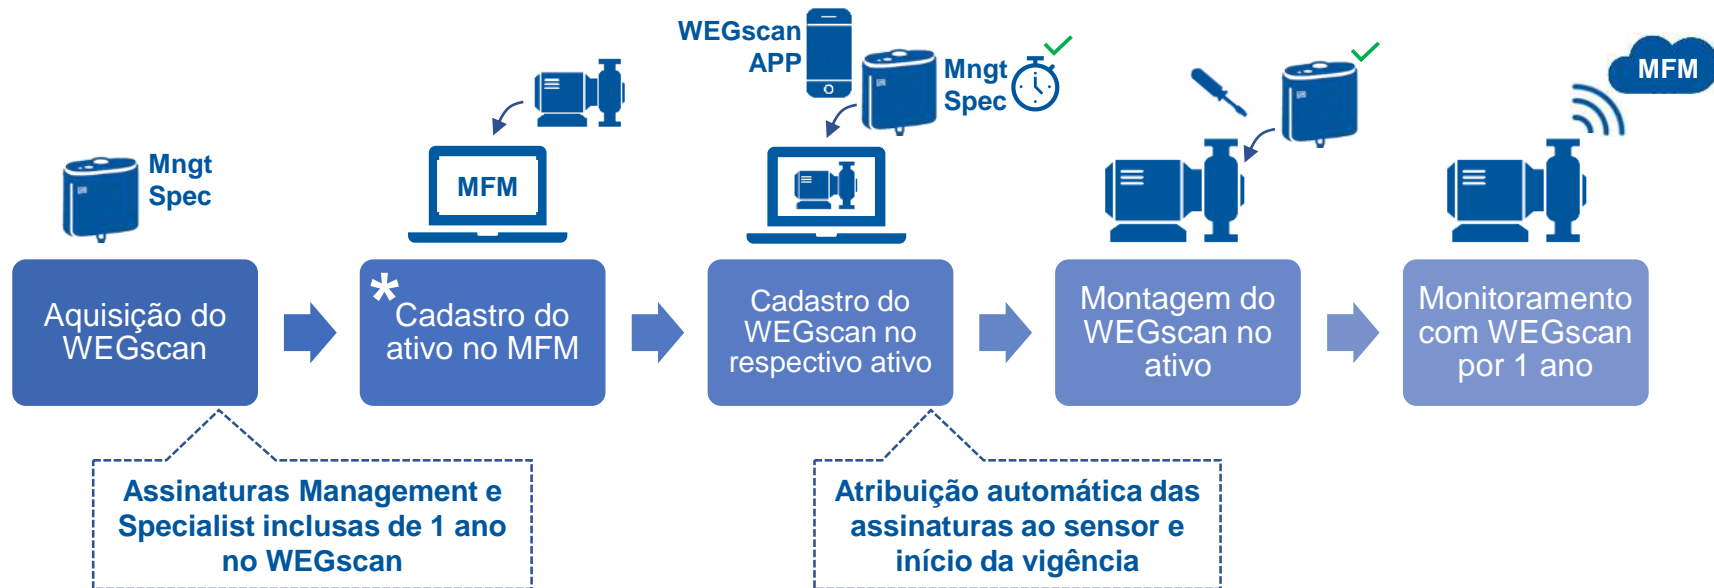 WEGscan
APP
Mngt
Spec
MFM
Mngt
Spec
MFM
Aquisição do
WEGscan
*
Cadastro do
ativo no MFM
Cadastro do
WEGscan no
respectivo ativo
Montagem do
WEGscan no
ativo
Monitoramento
com WEGscan
por 1 ano
Assinaturas Management e
Specialist inclusas de 1 ano
no WEGscan
Atribuição automática das
assinaturas ao sensor e
início da vigência